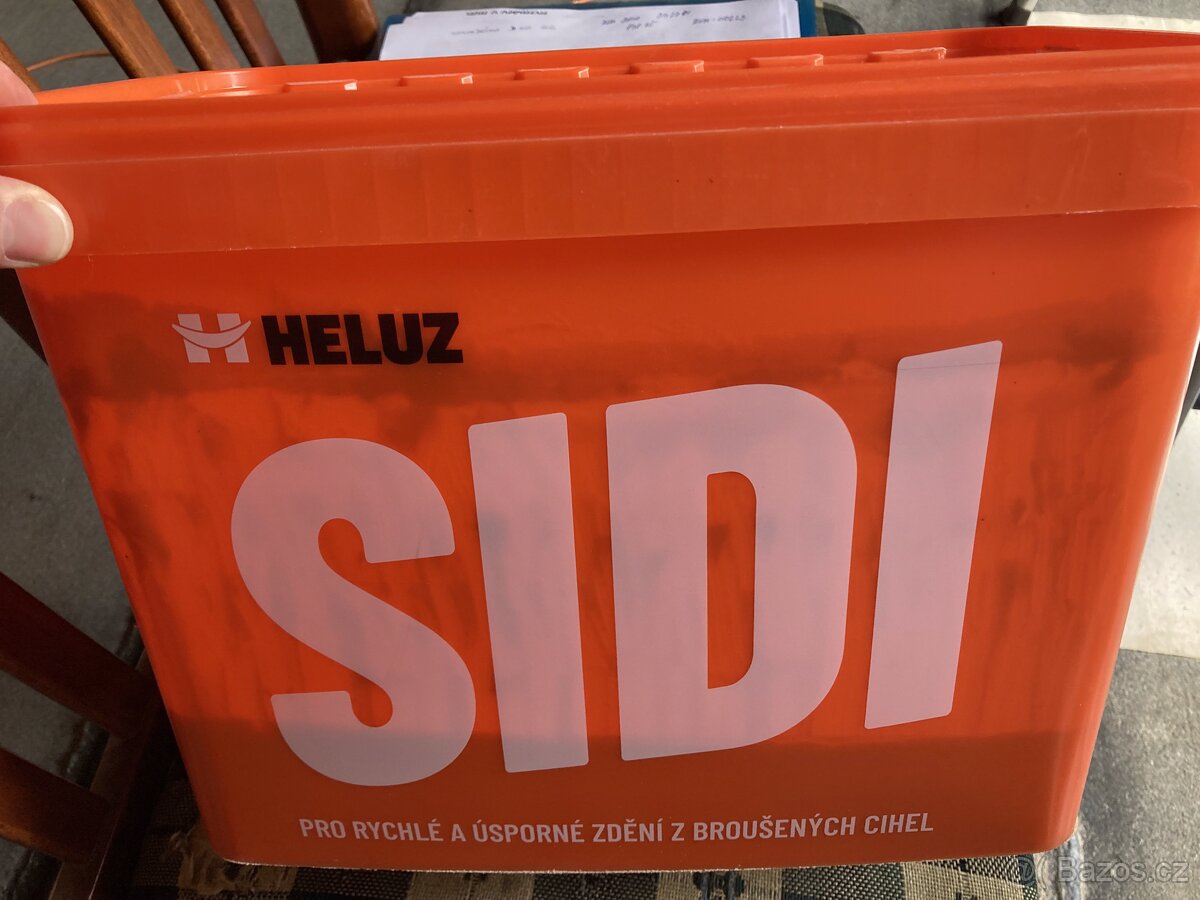 HELUZ
SIDI
PRO RYCHLÉ A ÚSPORNÉ ZDĚNÍ Z BROUŠENÝCH CIHEL
Bazos.cz